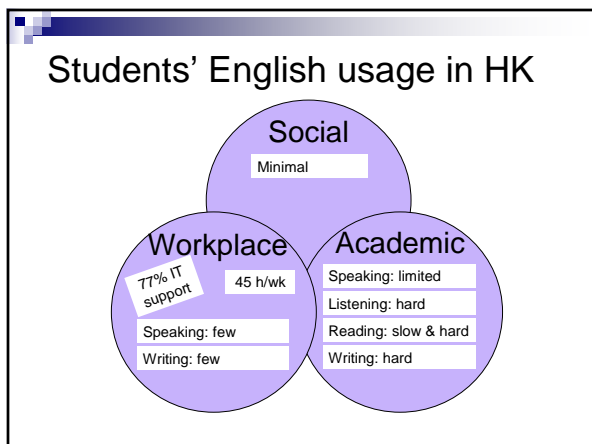 Students' English usage in HK
Social
Minimal
Workplace
77% IT
support
45 h/wk
Speaking: few
Writing: few
Academic
Speaking: limited
Listening: hard
Reading: slow & hard
Writing: hard